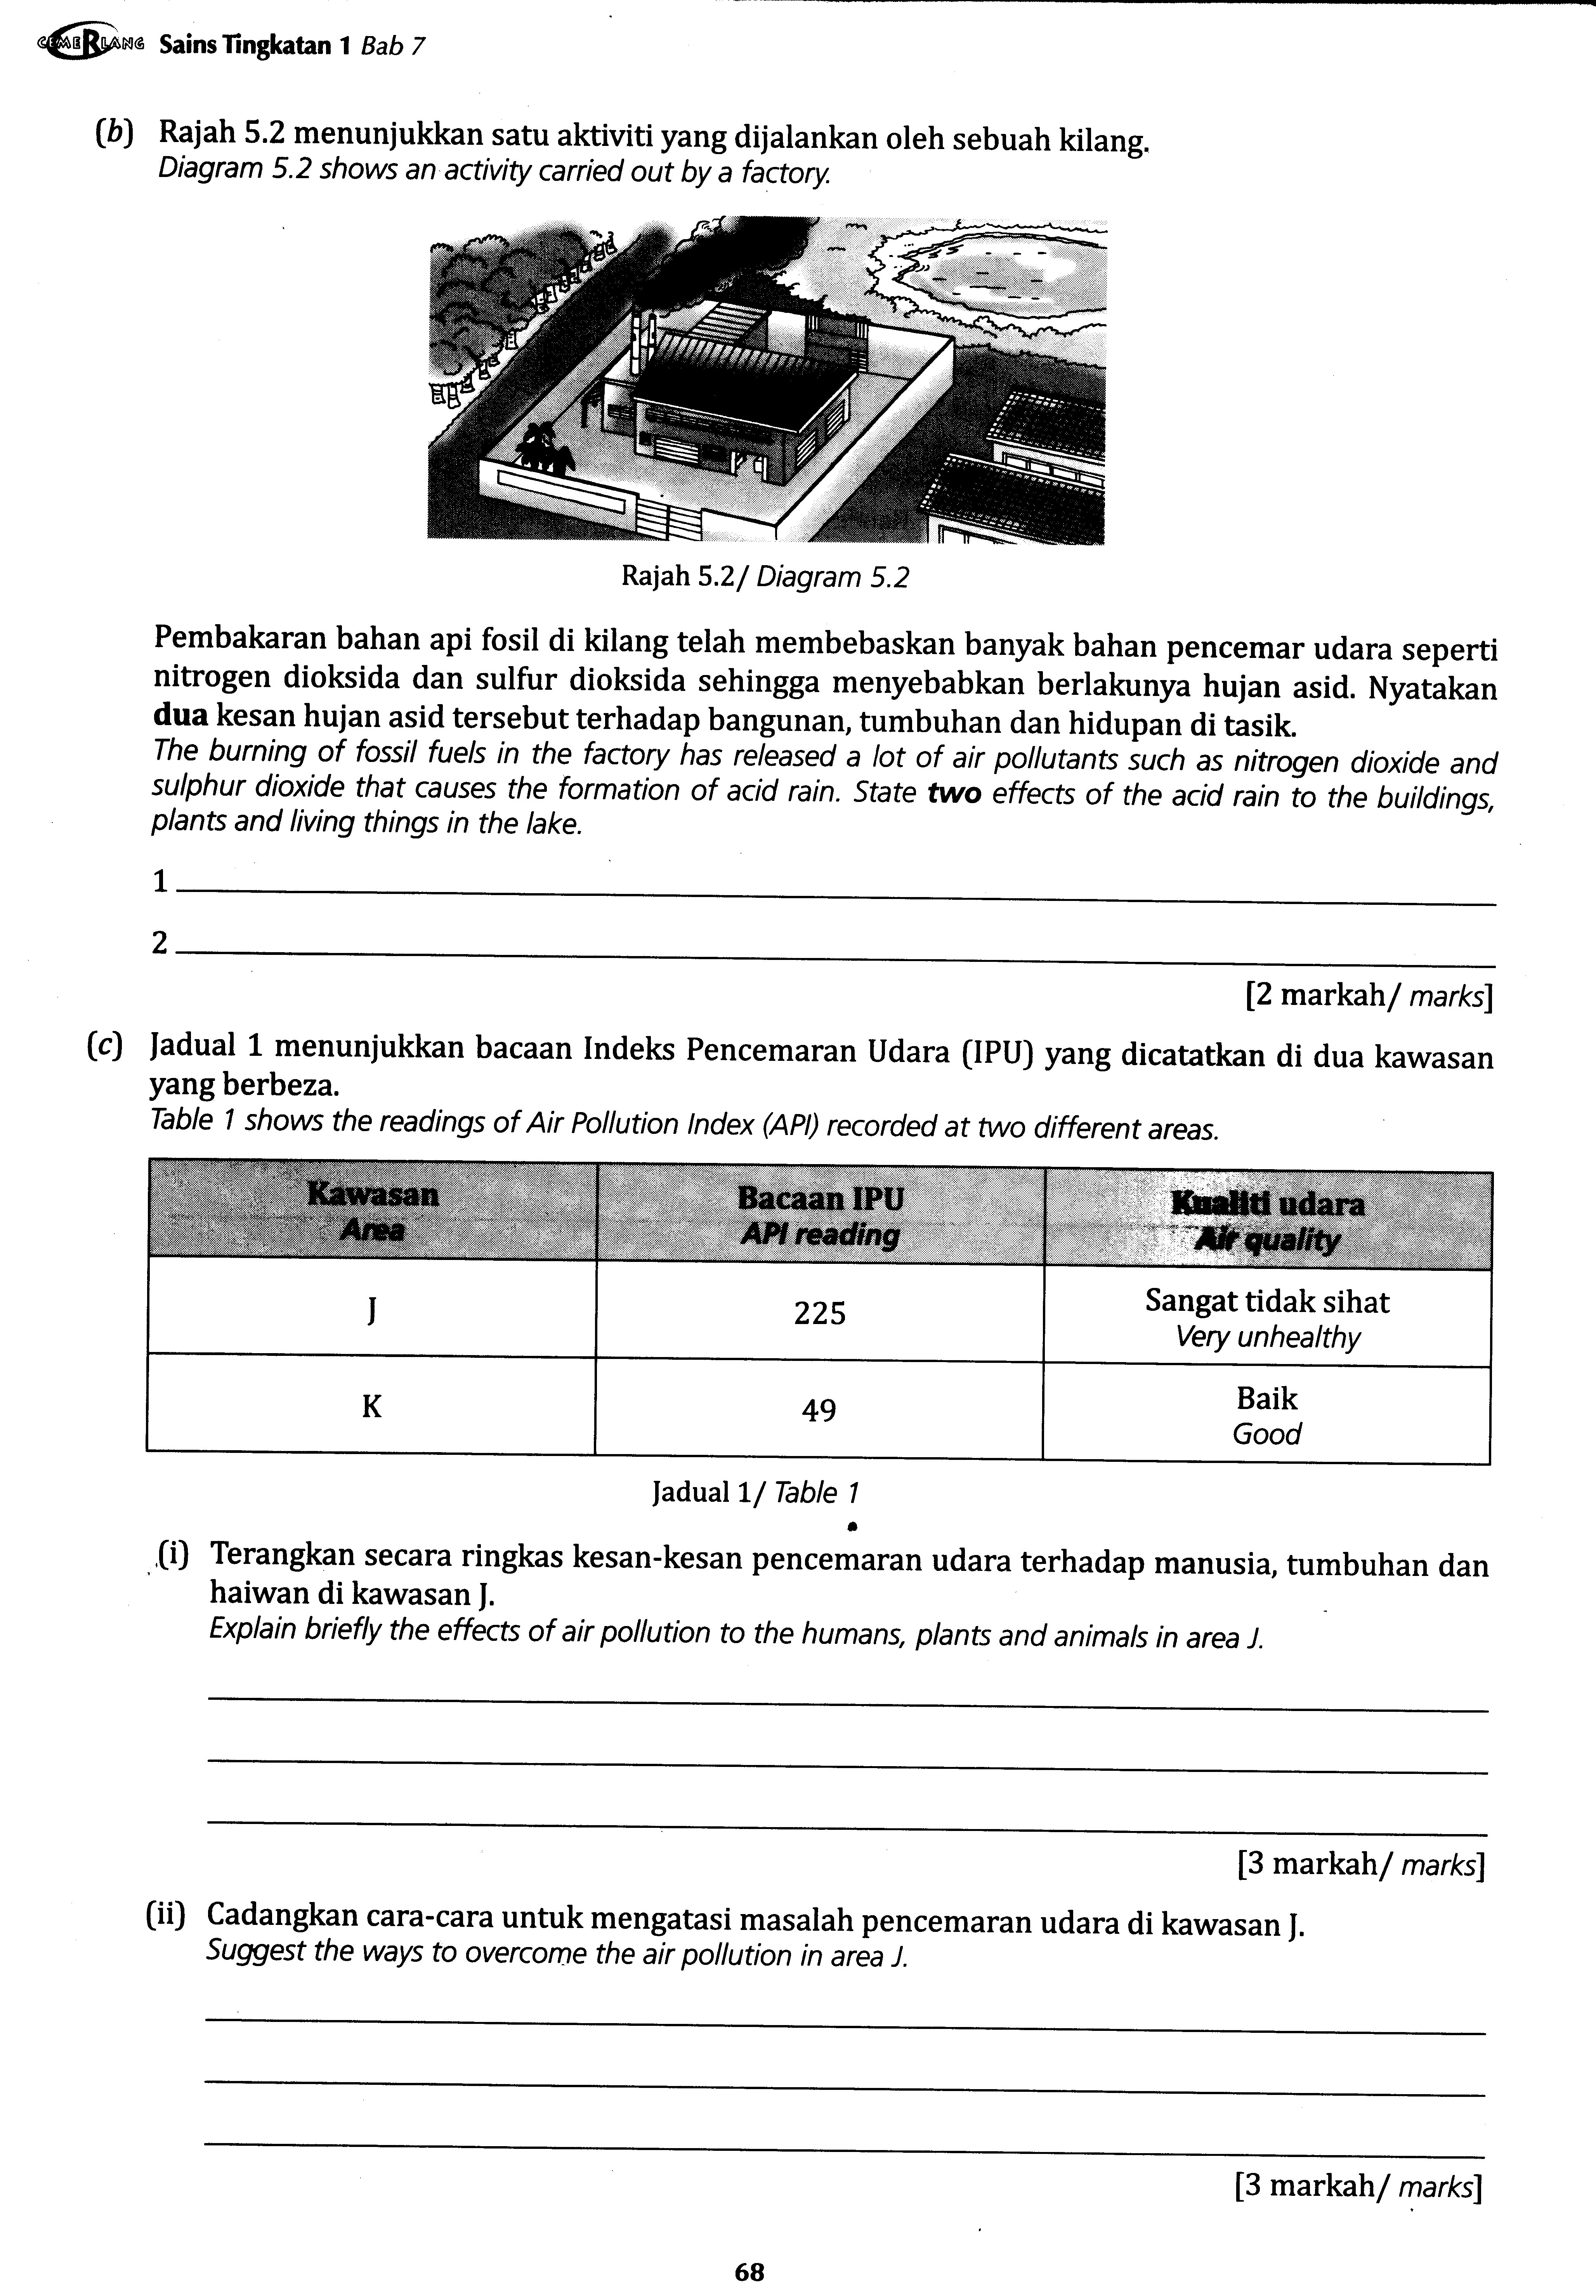 CEMERLANG Sains Tingkatan 1 Bab 7
(b) Rajah 5.2 menunjukkan satu aktiviti yang dijalankan oleh sebuah kilang.
Diagram 5.2 shows an activity carried out by a factory.
Rajah 5.2/ Diagram 5.2
Pembakaran bahan api fosil di kilang telah membebaskan banyak bahan pencemar udara seperti
nitrogen dioksida dan sulfur dioksida sehingga menyebabkan berlakunya hujan asid. Nyatakan
dua kesan hujan asid tersebut terhadap bangunan, tumbuhan dan hidupan di tasik.
The burning of fossil fuels in the factory has released a lot of air pollutants such as nitrogen dioxide and
sulphur dioxide that causes the formation of acid rain. State two effects of the acid rain to the buildings,
plants and living things in the lake.
1
2
[2 markah/ marks]
(c) Jadual 1 menunjukkan bacaan Indeks Pencemaran Udara (IPU) yang dicatatkan di dua kawasan
yang berbeza.
Table 1 shows the readings of Air Pollution Index (API) recorded at two different areas.
Kawasan Bacaan IPU Kualiti udara
Area API reading Air quality
J 225 Sangat tidak sihat
Very unhealthy
K 49 Baik
Good
Jadual 1/ Table 1
(i) Terangkan secara ringkas kesan-kesan pencemaran udara terhadap manusia, tumbuhan dan
haiwan di kawasan J.
Explain briefly the effects of air pollution to the humans, plants and animals in area J.
[3 markah/ marks]
(ii) Cadangkan cara-cara untuk mengatasi masalah pencemaran udara di kawasan J.
Suggest the ways to overcome the air pollution in area J.
[3 markah/ marks]
68